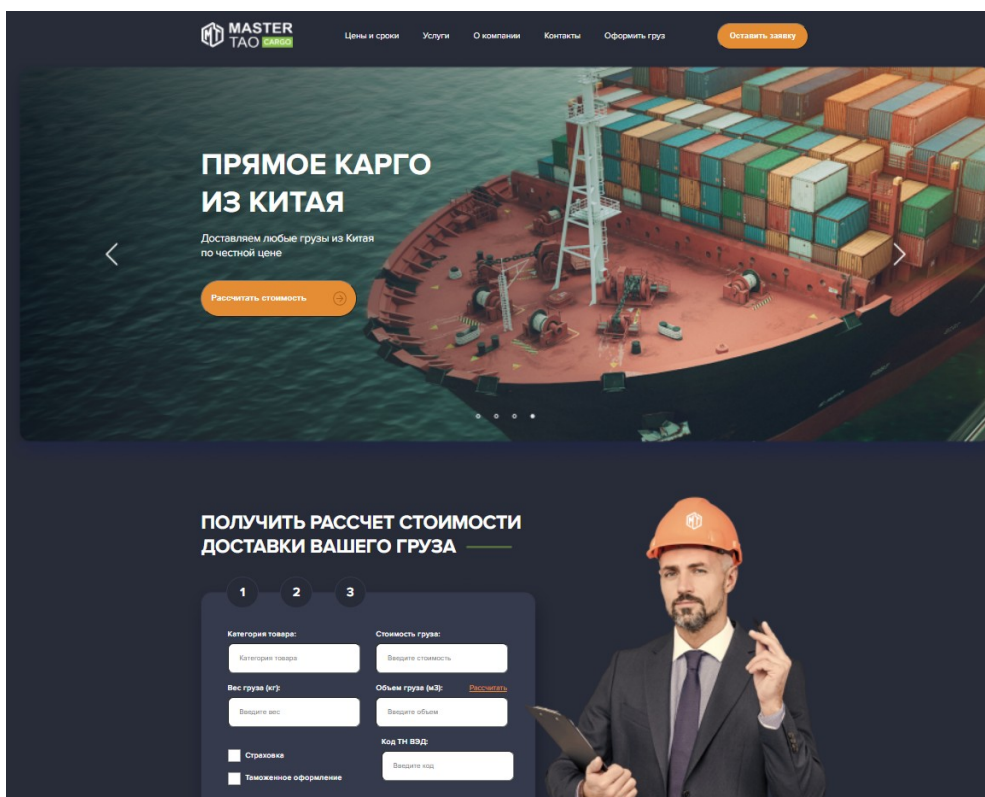 MASTER
TAO CARGO
Цены и сроки Услуги О компании Контакты Оформить груз Оставить заявку
ПРЯМОЕ КАРГО
ИЗ КИТАЯ
Доставляем любые грузы из Китая
по честной цене
Рассчитать стоимость
ПОЛУЧИТЬ РАССЧЕТ СТОИМОСТИ
ДОСТАВКИ ВАШЕГО ГРУЗА
1 2 3
Категория товара: Стоимость груза:
Категория товара Введите стоимость
Вес груза (кг): Объем груза (м3): Рассчитать
Введите вес Введите объем
Код ТН ВЭД:
Страховка
Введите код
Таможенное оформление